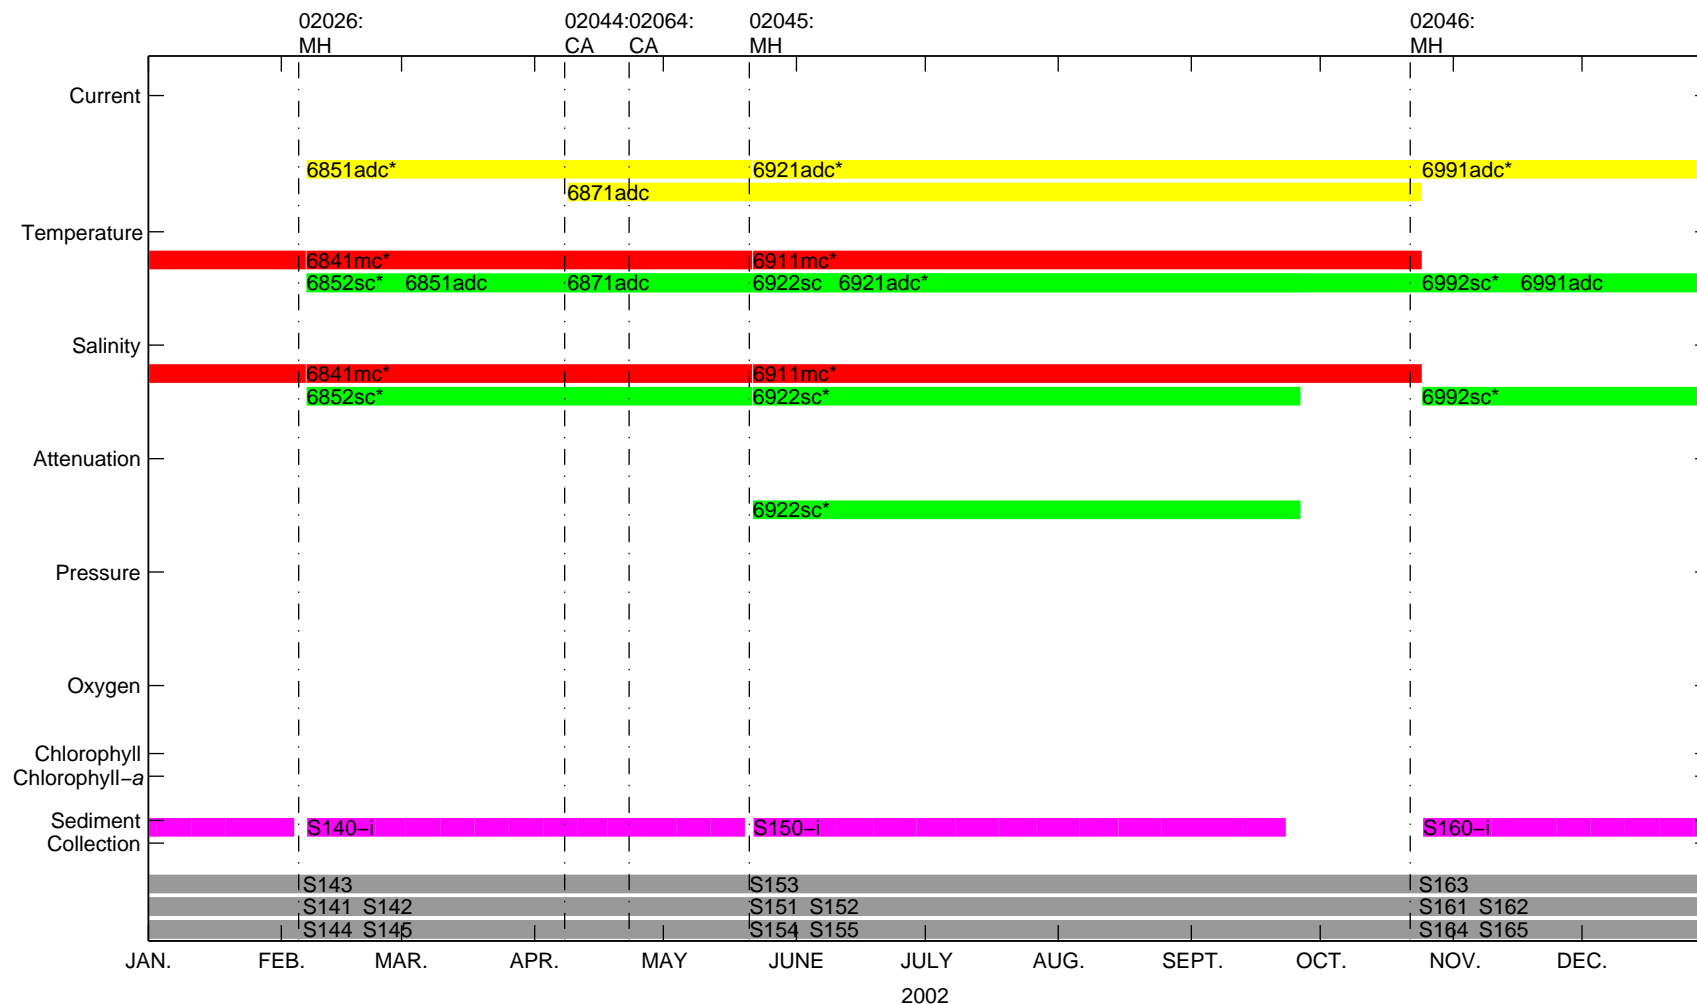 02026: 02044: 02064: 02045: 02046:
MH CA CA MH MH
Current
6851adc* 6921adc* 6991adc*
6871adc
Temperature
6841mc* 6911mc*
6852sc* 6851adc 6871adc 6922sc 6921adc* 6992sc* 6991adc
Salinity
6841mc* 6911mc*
6852sc* 6922sc* 6992sc*
Attenuation
6922sc*
Pressure
Oxygen
Chlorophyll
Chlorophyll−a
Sediment
S140−i S150−i S160−i
Collection
S143 S153 S163
S141 S142 S151 S152 S161 S162
S144 S145 S154 S155 S164 S165
JAN. FEB. MAR. APR. MAY JUNE JULY AUG. SEPT. OCT. NOV. DEC.
2002